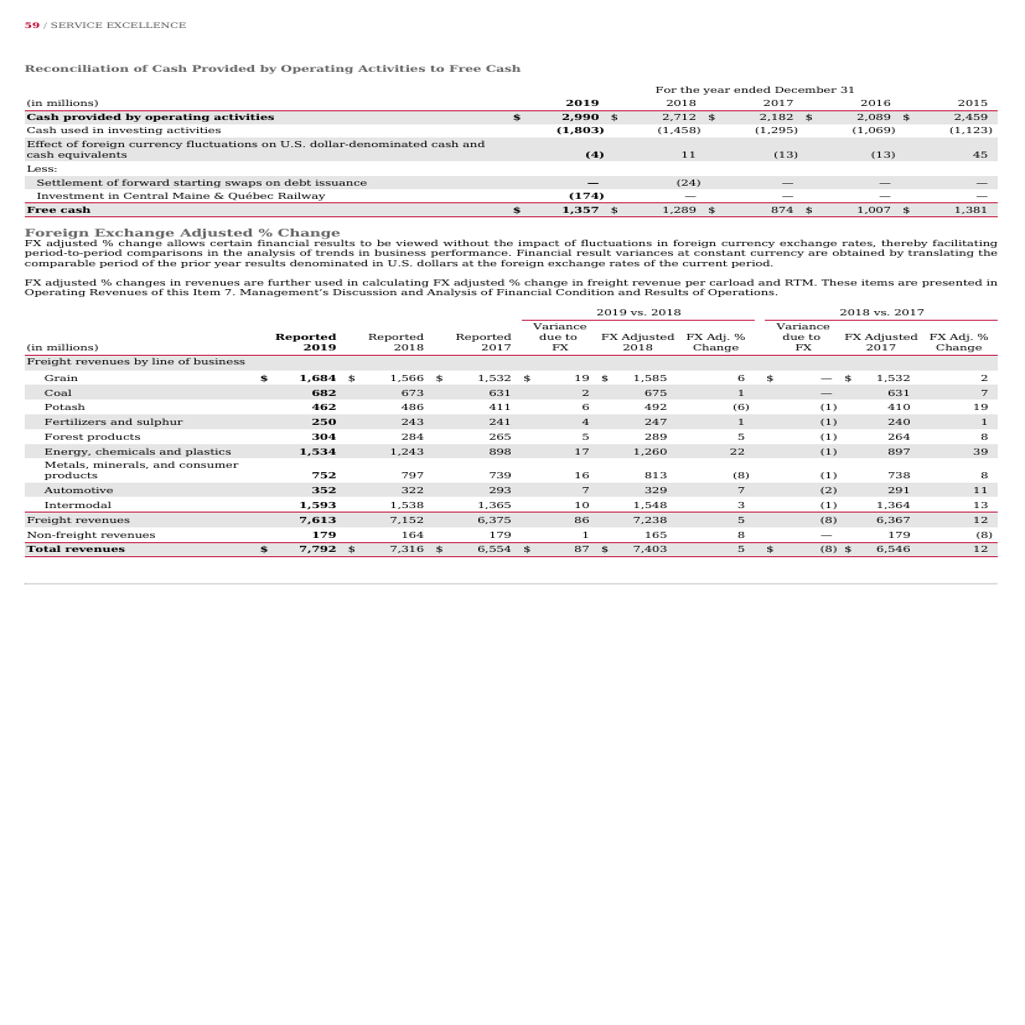 59 / SERVICE EXCELLENCE
Reconciliation of Cash Provided by Operating Activities to Free Cash
For the year ended December 31
(in millions) 2019 2018 2017 2016 2015
Cash provided by operating activities $ 2,990 $ 2,712 $ 2,182 $ 2,089 $ 2,459
Cash used in investing activities (1,803) (1,458) (1,295) (1,069) (1,123)
Effect of foreign currency fluctuations on U.S. dollar-denominated cash and
cash equivalents (4) 11 (13) (13) 45
Less:
Settlement of forward starting swaps on debt issuance — (24) — — —
Investment in Central Maine & Québec Railway (174) — — — —
Free cash $ 1,357 $ 1,289 $ 874 $ 1,007 $ 1,381
Foreign Exchange Adjusted % Change
FX adjusted % change allows certain financial results to be viewed without the impact of fluctuations in foreign currency exchange rates, thereby facilitating
period-to-period comparisons in the analysis of trends in business performance. Financial result variances at constant currency are obtained by translating the
comparable period of the prior year results denominated in U.S. dollars at the foreign exchange rates of the current period.
FX adjusted % changes in revenues are further used in calculating FX adjusted % change in freight revenue per carload and RTM. These items are presented in
Operating Revenues of this Item 7. Management's Discussion and Analysis of Financial Condition and Results of Operations.
2019 vs. 2018 2018 vs. 2017
Variance Variance
Reported Reported Reported due to FX Adjusted FX Adj. % due to FX Adjusted FX Adj. %
(in millions) 2019 2018 2017 FX 2018 Change FX 2017 Change
Freight revenues by line of business
Grain $ 1,684 $ 1,566 $ 1,532 $ 19 $ 1,585 6 $ — $ 1,532 2
Coal 682 673 631 2 675 1 — 631 7
Potash 462 486 411 6 492 (6) (1) 410 19
Fertilizers and sulphur 250 243 241 4 247 1 (1) 240 1
Forest products 304 284 265 5 289 5 (1) 264 8
Energy, chemicals and plastics 1,534 1,243 898 17 1,260 22 (1) 897 39
Metals, minerals, and consumer
products 752 797 739 16 813 (8) (1) 738 8
Automotive 352 322 293 7 329 7 (2) 291 11
Intermodal 1,593 1,538 1,365 10 1,548 3 (1) 1,364 13
Freight revenues 7,613 7,152 6,375 86 7,238 5 (8) 6,367 12
Non-freight revenues 179 164 179 1 165 8 — 179 (8)
Total revenues $ 7,792 $ 7,316 $ 6,554 $ 87 $ 7,403 5 $ (8) $ 6,546 12